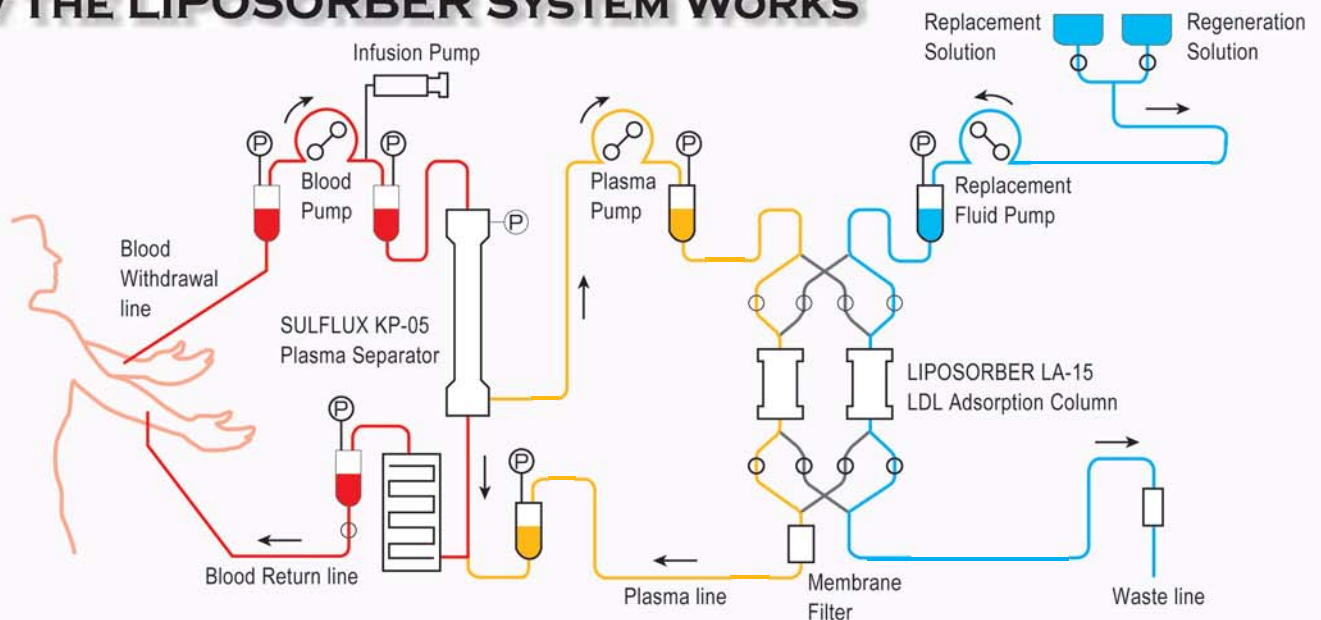 THE LIPOSORBER SYSTEM WORKS
Replacement
Solution
Regeneration
Solution
Infusion Pump
P
P
P
P
Blood
Pump
Plasma
Pump
Replacement
Fluid Pump
P
Blood
Withdrawal
line
SULFLUX KP-05
Plasma Separator
LIPOSORBER LA-15
LDL Adsorption Column
P
P
Blood Return line
Plasma line
Membrane
Filter
Waste line